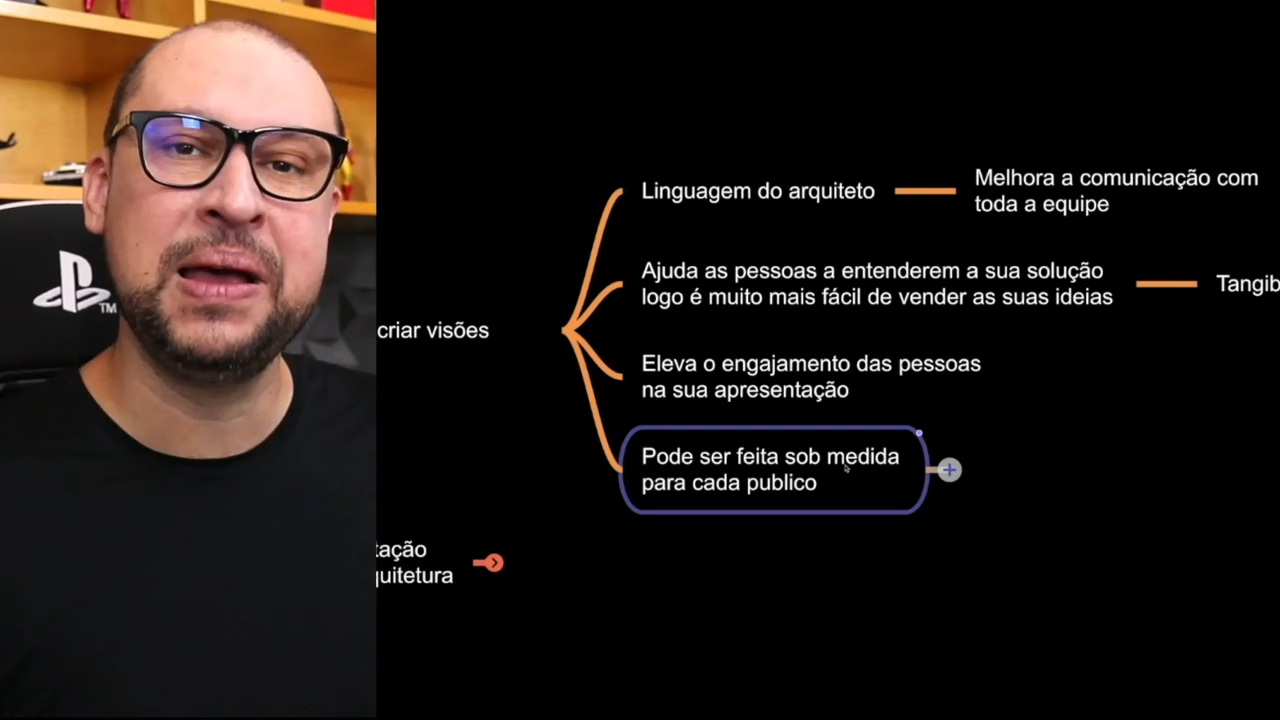 Linguagem do arquiteto
Melhora a comunicação com
toda a equipe
Ajuda as pessoas a entenderem a sua solução
logo é muito mais fácil de vender as suas ideias
criar visões
Eleva o engajamento das pessoas
na sua apresentação
Pode ser feita sob medida
para cada publico
TM